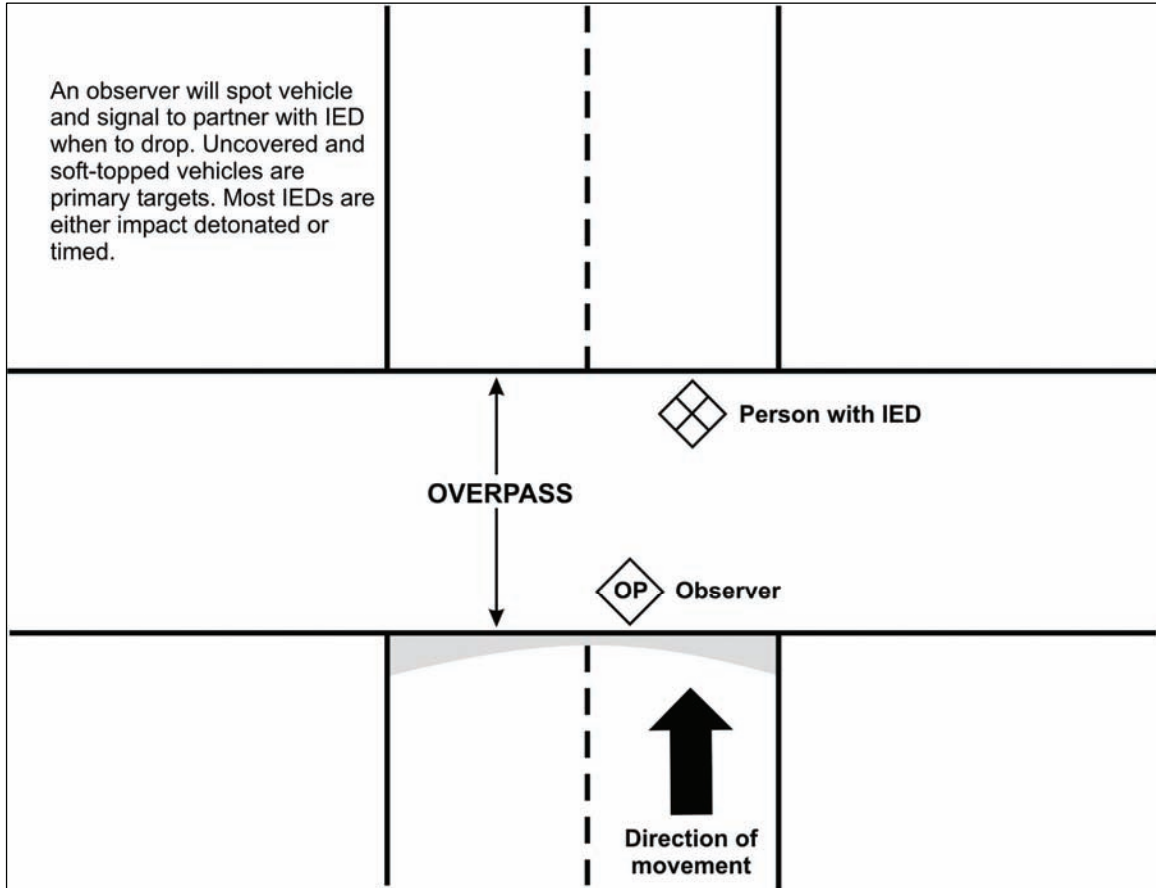 An observer will spot vehicle
and signal to partner with IED
when to drop. Uncovered and
soft-topped vehicles are
primary targets. Most IEDs are
either impact detonated or
timed.
Person with IED
OVERPASS
OP Observer
Direction of
movement